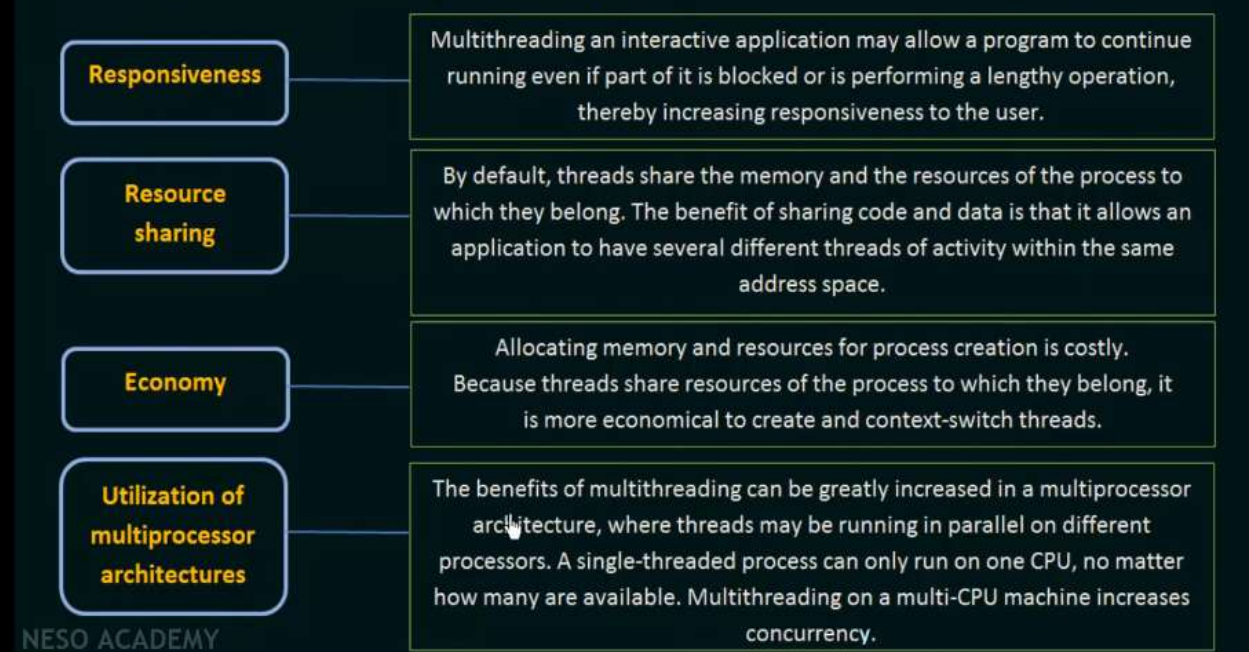 Responsiveness
Multithreading an interactive application may allow a program to continue
running even if part of it is blocked or is performing a lengthy operation,
thereby increasing responsiveness to the user.
Resource
sharing
By default, threads share the memory and the resources of the process to
which they belong. The benefit of sharing code and data is that it allows an
application to have several different threads of activity within the same
address space.
Economy
Allocating memory and resources for process creation is costly.
Because threads share resources of the process to which they belong, it
is more economical to create and context-switch threads.
Utilization of
multiprocessor
architectures
The benefits of multithreading can be greatly increased in a multiprocessor
architecture, where threads may be running in parallel on different
processors. A single-threaded process can only run on one CPU, no matter
how many are available. Multithreading on a multi-CPU machine increases
concurrency.
NESO ACADEMY